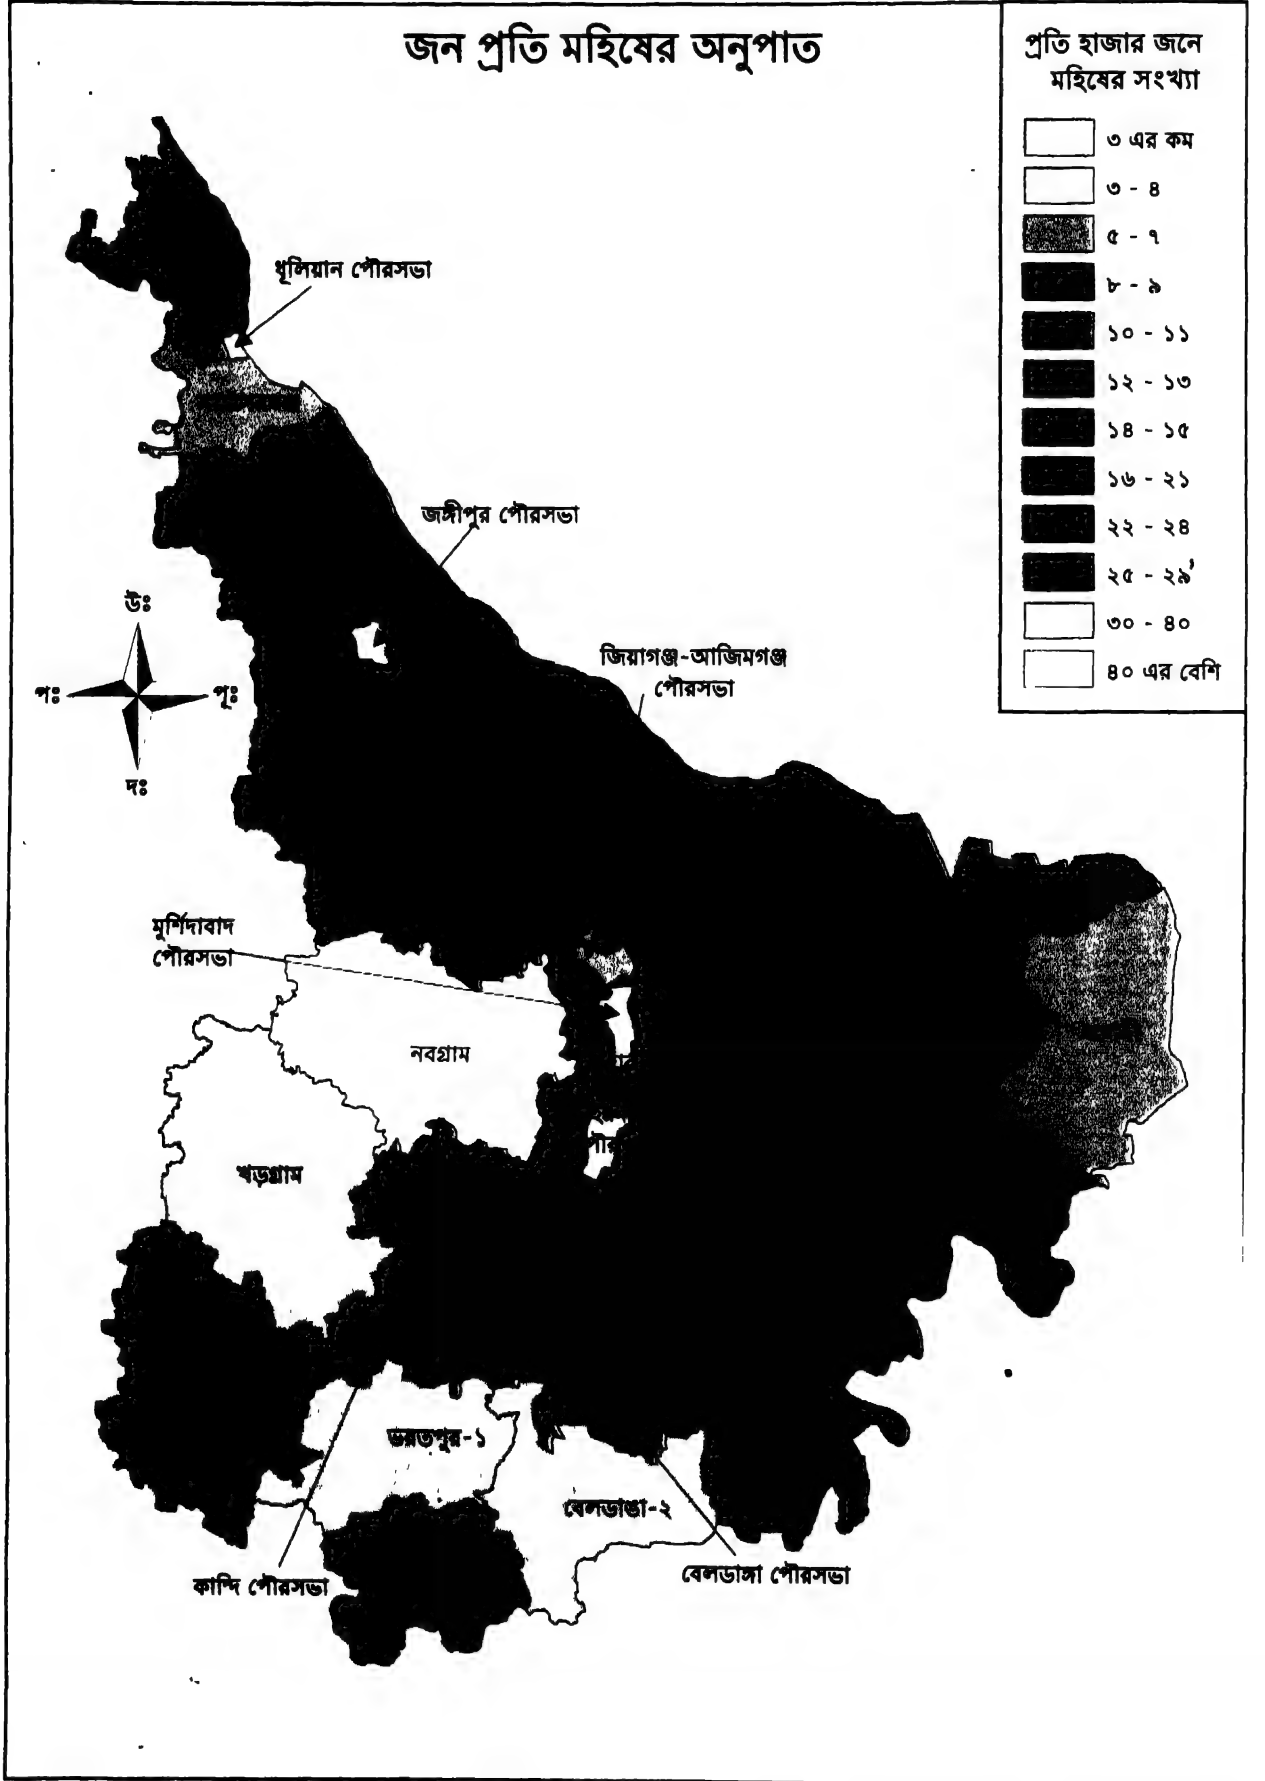 জন প্রতি মহিষের অনুপাত
প্রতি হাজার জনে
মহিষের সংখ্যা
৩ এর কম
৩ - ৪
৫ - ৭
৮ - ৯
১০ - ১১
১২ - ১৩
১৪ - ১৫
১৬ - ২১
২২ - ২৪
২৫ - ২৯
৩০ - ৪০
৪০ এর বেশি
ধূলিয়ান পৌরসভা
জঙ্গীপুর পৌরসভা
উঃ
পঃ
পূঃ
দঃ
জিয়াগঞ্জ-আজিমগঞ্জ
পৌরসভা
মুর্শিদাবাদ
পৌরসভা
নবগ্রাম
খড়গ্রাম
ভরতপুর-১
বেলডাঙ্গা-২
কান্দি পৌরসভা
বেলডাঙ্গা পৌরসভা